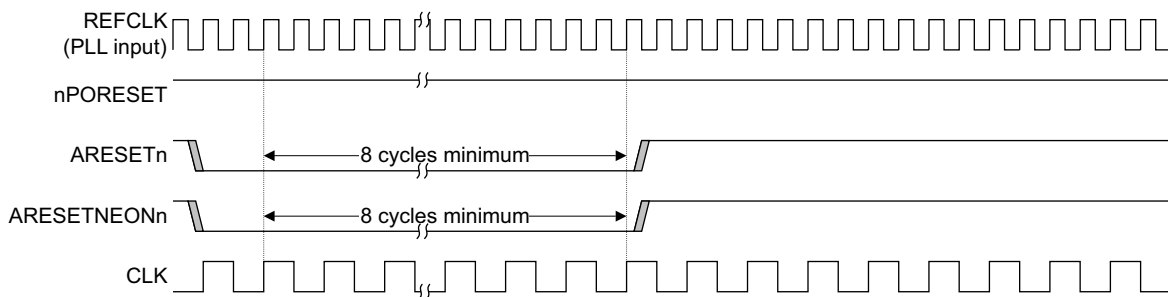 REFCLK
(PLL input)
nPORESET
ARESETn
8 cycles minimum
ARESETNEONn
8 cycles minimum
CLK